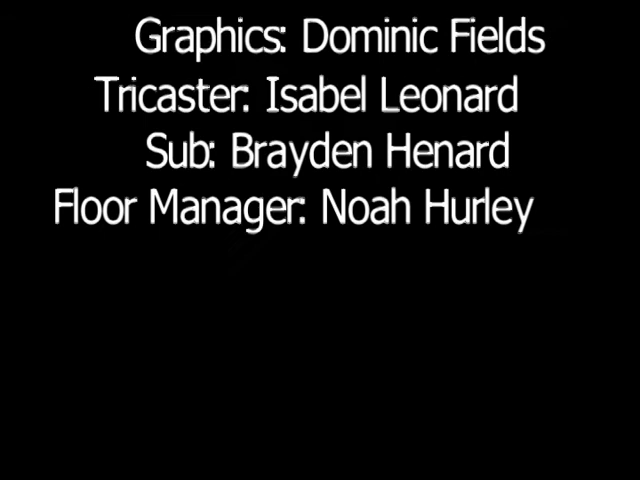 Graphics: Dominic Fields
Tricaster: Isabel Leonard
Sub: Brayden Henard
Floor Manager: Noah Hurley